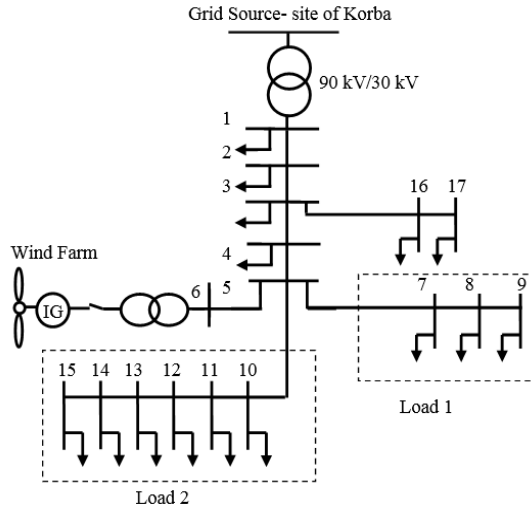 Grid Source- site of Korba
90 kV/30 kV
1
2
3
16 17
4
Wind Farm
6 5
7 8 9
IG
15 14 13 12 11 10
Load 1
Load 2